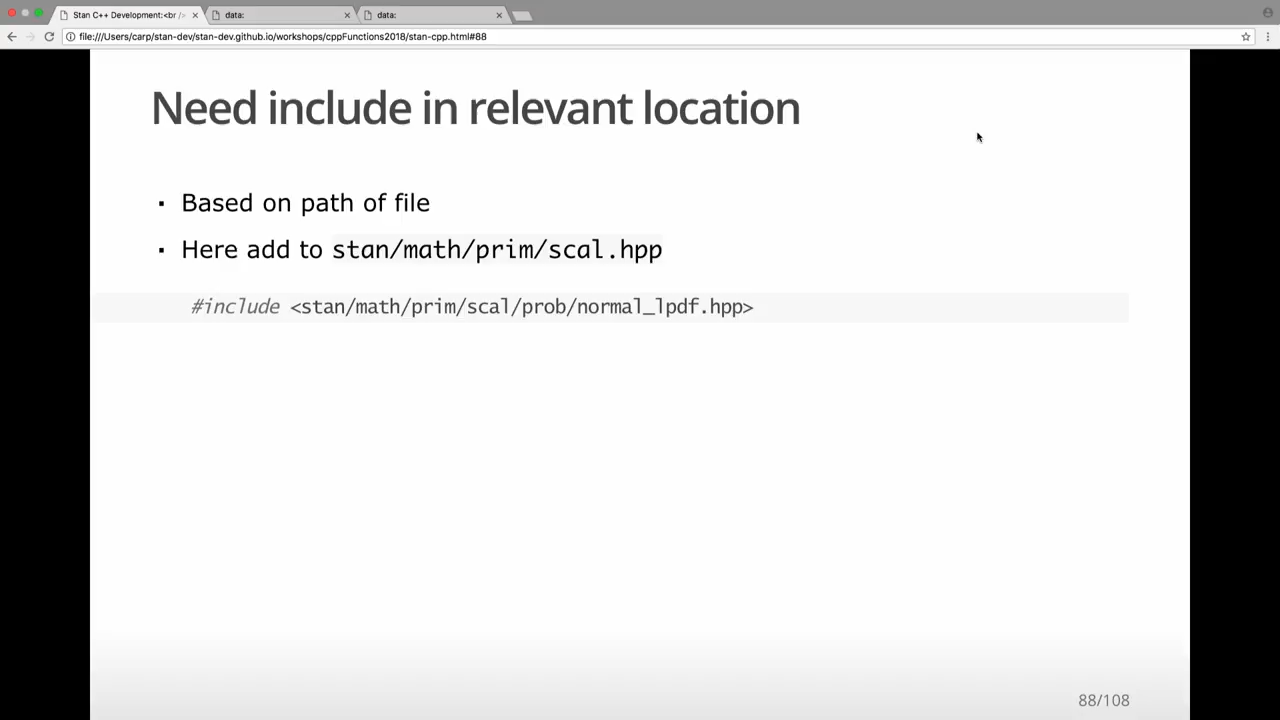 Stan C++ Development:<br />
data:
data:
file:///Users/carp/stan-dev/stan-dev.github.io/workshops/cppFunctions2018/stan-cpp.html#88
Need include in relevant location
▪ Based on path of file
▪ Here add to stan/math/prim/scal.hpp
#include <stan/math/prim/scal/prob/normal_lpdf.hpp>
88/108